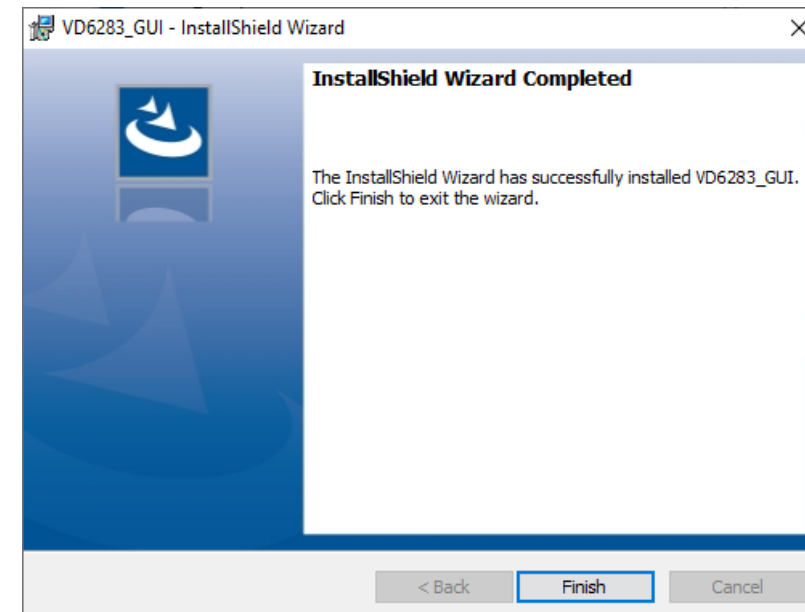 VD6283_GUI - InstallShield Wizard
InstallShield Wizard Completed
The InstallShield Wizard has successfully installed VD6283_GUI.
Click Finish to exit the wizard.
< Back
Finish
Cancel